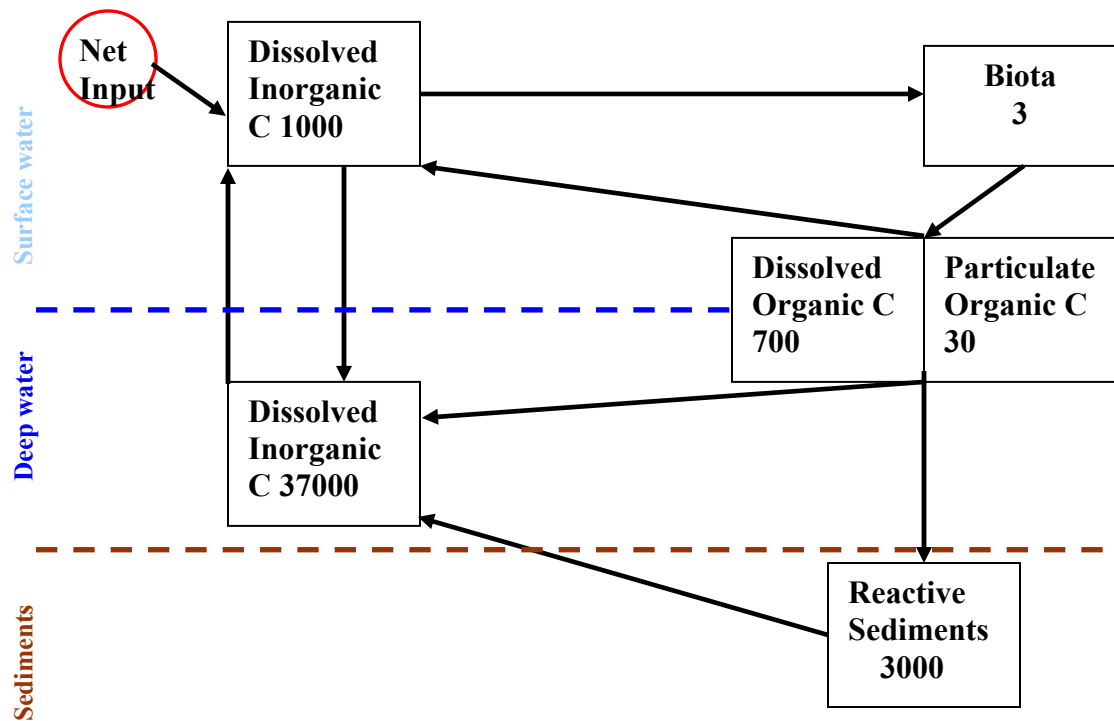 Net
Input
Dissolved
Inorganic
C 1000
Biota
3
Surface water
Dissolved
Organic C
700
Particulate
Organic C
30
Deep water
Dissolved
Inorganic
C 37000
Sediments
Reactive
Sediments
3000